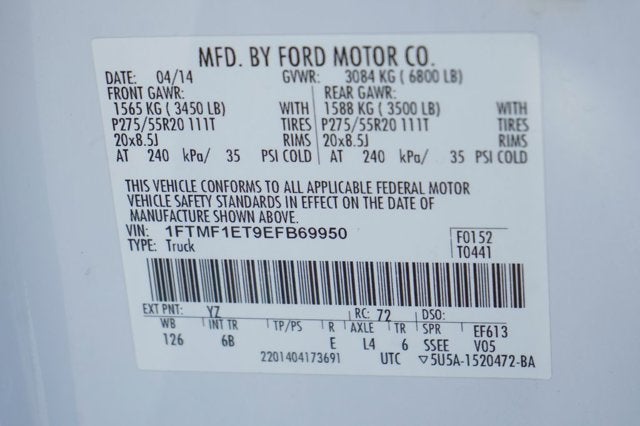 MFD. BY FORD MOTOR CO.
DATE: 04/14 GVWR: 3084 KG ( 6800 LB)
FRONT GAWR: REAR GAWR:
1565 KG ( 3450 LB) WITH 1588 KG ( 3500 LB) WITH
P275/55R20 111T TIRES P275/55R20 111T TIRES
20x8.5J RIMS 20x8.5J RIMS
AT 240 kPa/ 35 PSI COLD AT 240 kPa/ 35 PSI COLD
THIS VEHICLE CONFORMS TO ALL APPLICABLE FEDERAL MOTOR
VEHICLE SAFETY STANDARDS IN EFFECT ON THE DATE OF
MANUFACTURE SHOWN ABOVE.
VIN: 1FTMF1ET9EFB69950 F0152
TYPE: Truck T0441
EXT PNT: YZ RC: 72 DSO:
WB INT TR TP/PS R AXLE TR SPR EF613
126 6B E L4 6 SSEE V05
2201404173691 UTC ▽5U5A-1520472-BA